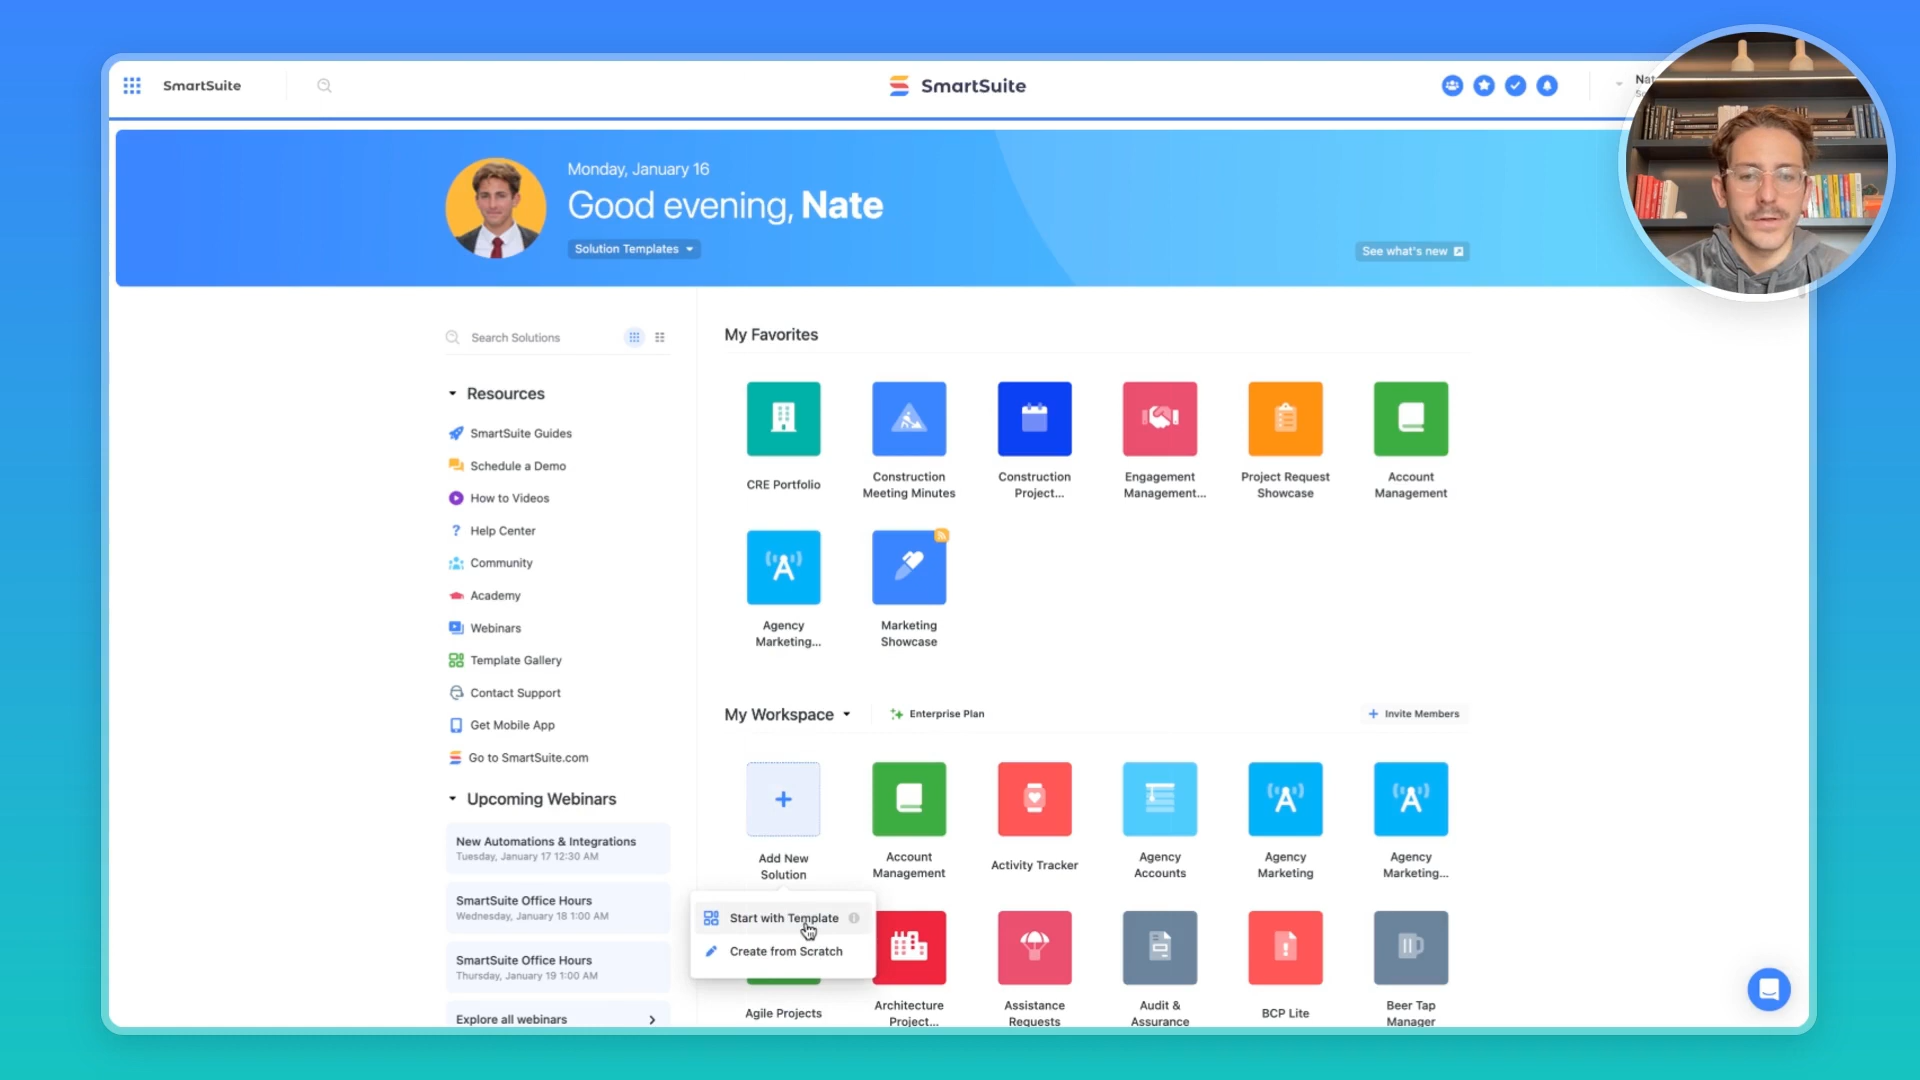 SmartSuite
SmartSuite
Monday, January 16
Good evening, Nate
Solution Templates
See what's new
Search Solutions
Resources
SmartSuite Guides
Schedule a Demo
How to Videos
Help Center
Community
Academy
Webinars
Template Gallery
Contact Support
Get Mobile App
Go to SmartSuite.com
Upcoming Webinars
New Automations & Integrations
Tuesday, January 17 12:30 AM
SmartSuite Office Hours
Wednesday, January 18 1:00 AM
SmartSuite Office Hours
Thursday, January 19 1:00 AM
Explore all webinars
My Favorites
CRE Portfolio
Construction
Meeting Minutes
Construction
Project...
Engagement
Management...
Project Request
Showcase
Account
Management
Agency
Marketing...
Marketing
Showcase
My Workspace
Enterprise Plan
Invite Members
Add New
Solution
Account
Management
Activity Tracker
Agency
Accounts
Agency
Marketing
Agency
Marketing...
Start with Template
Create from Scratch
Agile Projects
Architecture
Project...
Assistance
Requests
Audit &
Assurance
BCP Lite
Beer Tap
Manager